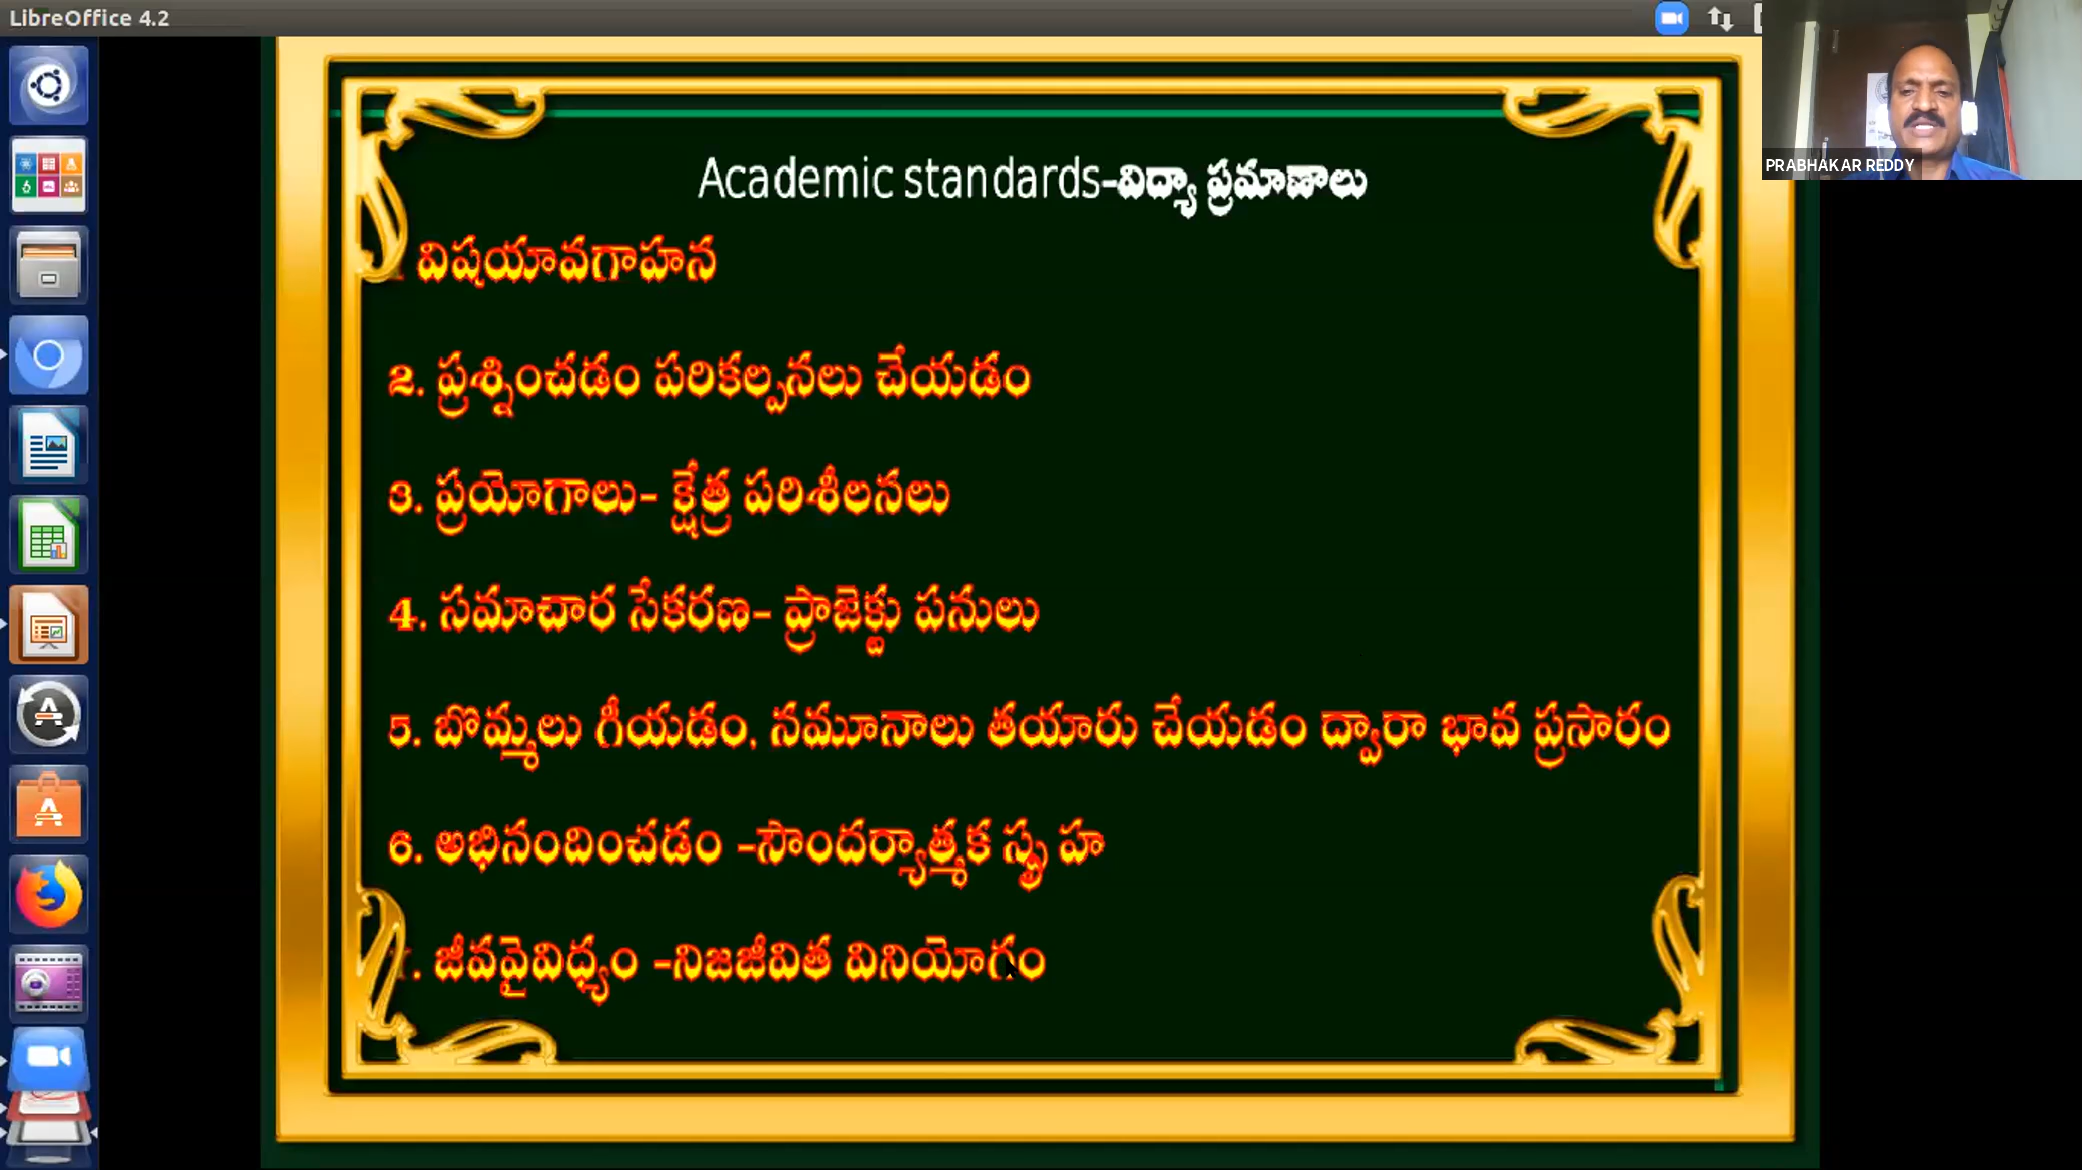 LibreOffice 4.2
PRABHAKAR REDDY
Academic standards-విద్యా ప్రమాణాలు
విషయావగాహన
2. ప్రశ్నించడం పరికల్పనలు చేయడం
3. ప్రయోగాలు- క్షేత్ర పరిశీలనలు
4. సమాచార సేకరణ- ప్రాజెక్టు పనులు
5. బొమ్మలు గీయడం, నమూనాలు తయారు చేయడం ద్వారా భావ ప్రసారం
6. అభినందించడం -సౌందర్యాత్మక స్పృహ
. జీవవైవిధ్యం -నిజజీవిత వినియోగం